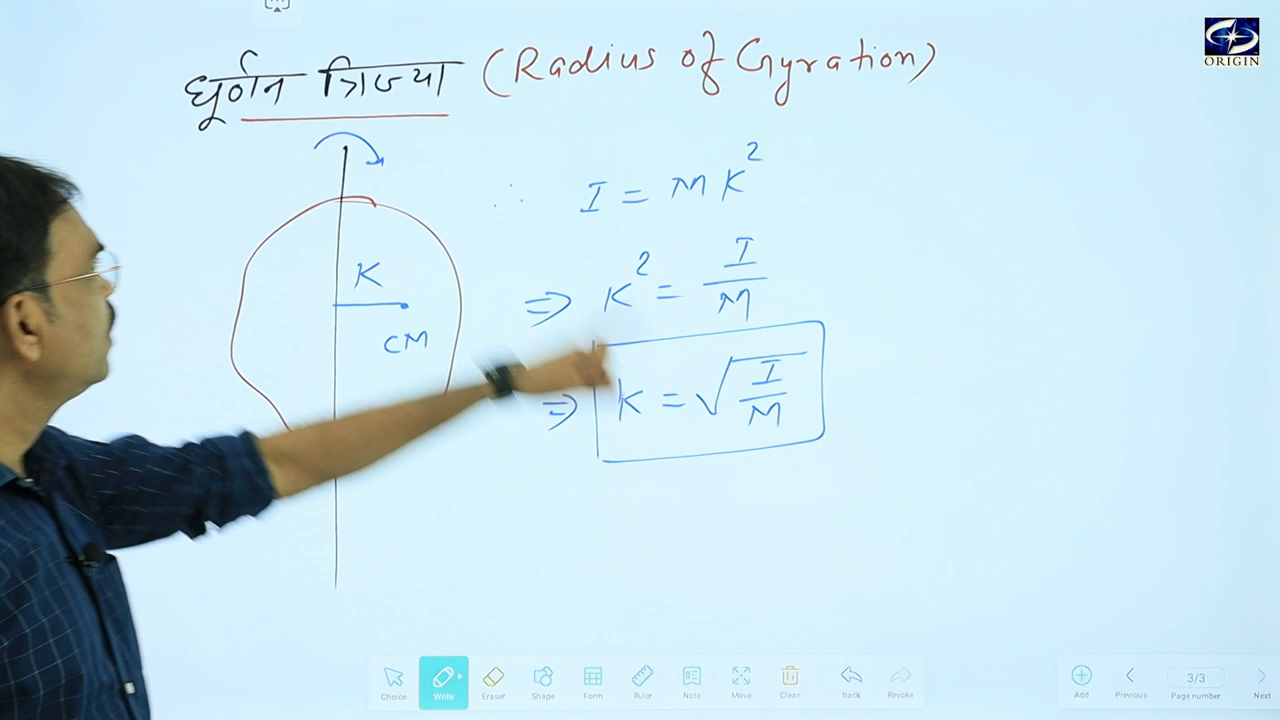 घूर्णन त्रिज्या (Radius of Gyration)
ORIGIN
∴ I = MK²
K
CM
⇒ K² = I/M
⇒ K = √(I/M)
Choice Write Eraser Shape Form Ruler Note Move Clean back Revoke Add Previous 3/3 Page number Next